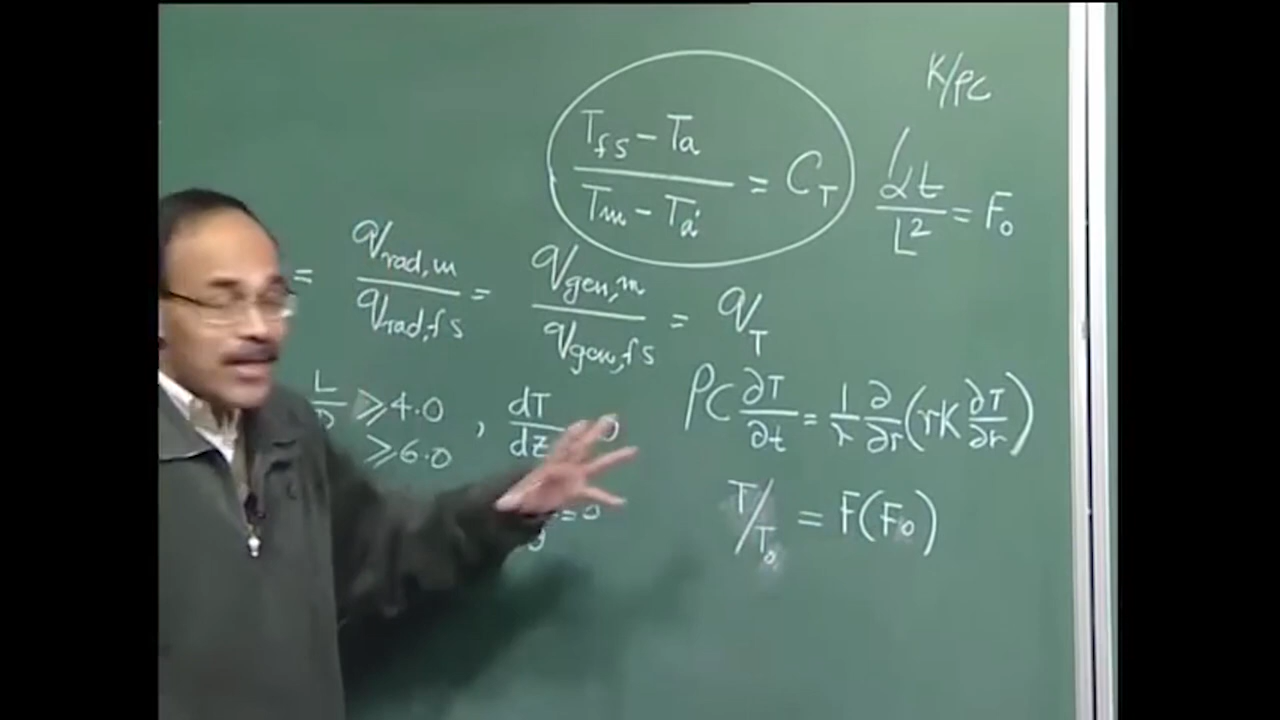 K/ρC
(T_fs − T_a)/(T_m − T_a) = C_T
αt/L² = F_o
= q_rad,m/q_rad,fs = q_gen,m/q_gen,fs = q_T
L/D ≥ 4.0, dT/dz = 0
≥ 6.0
ρC ∂T/∂t = 1/r ∂/∂r (rK ∂T/∂r)
T/T_o = F(F_o)